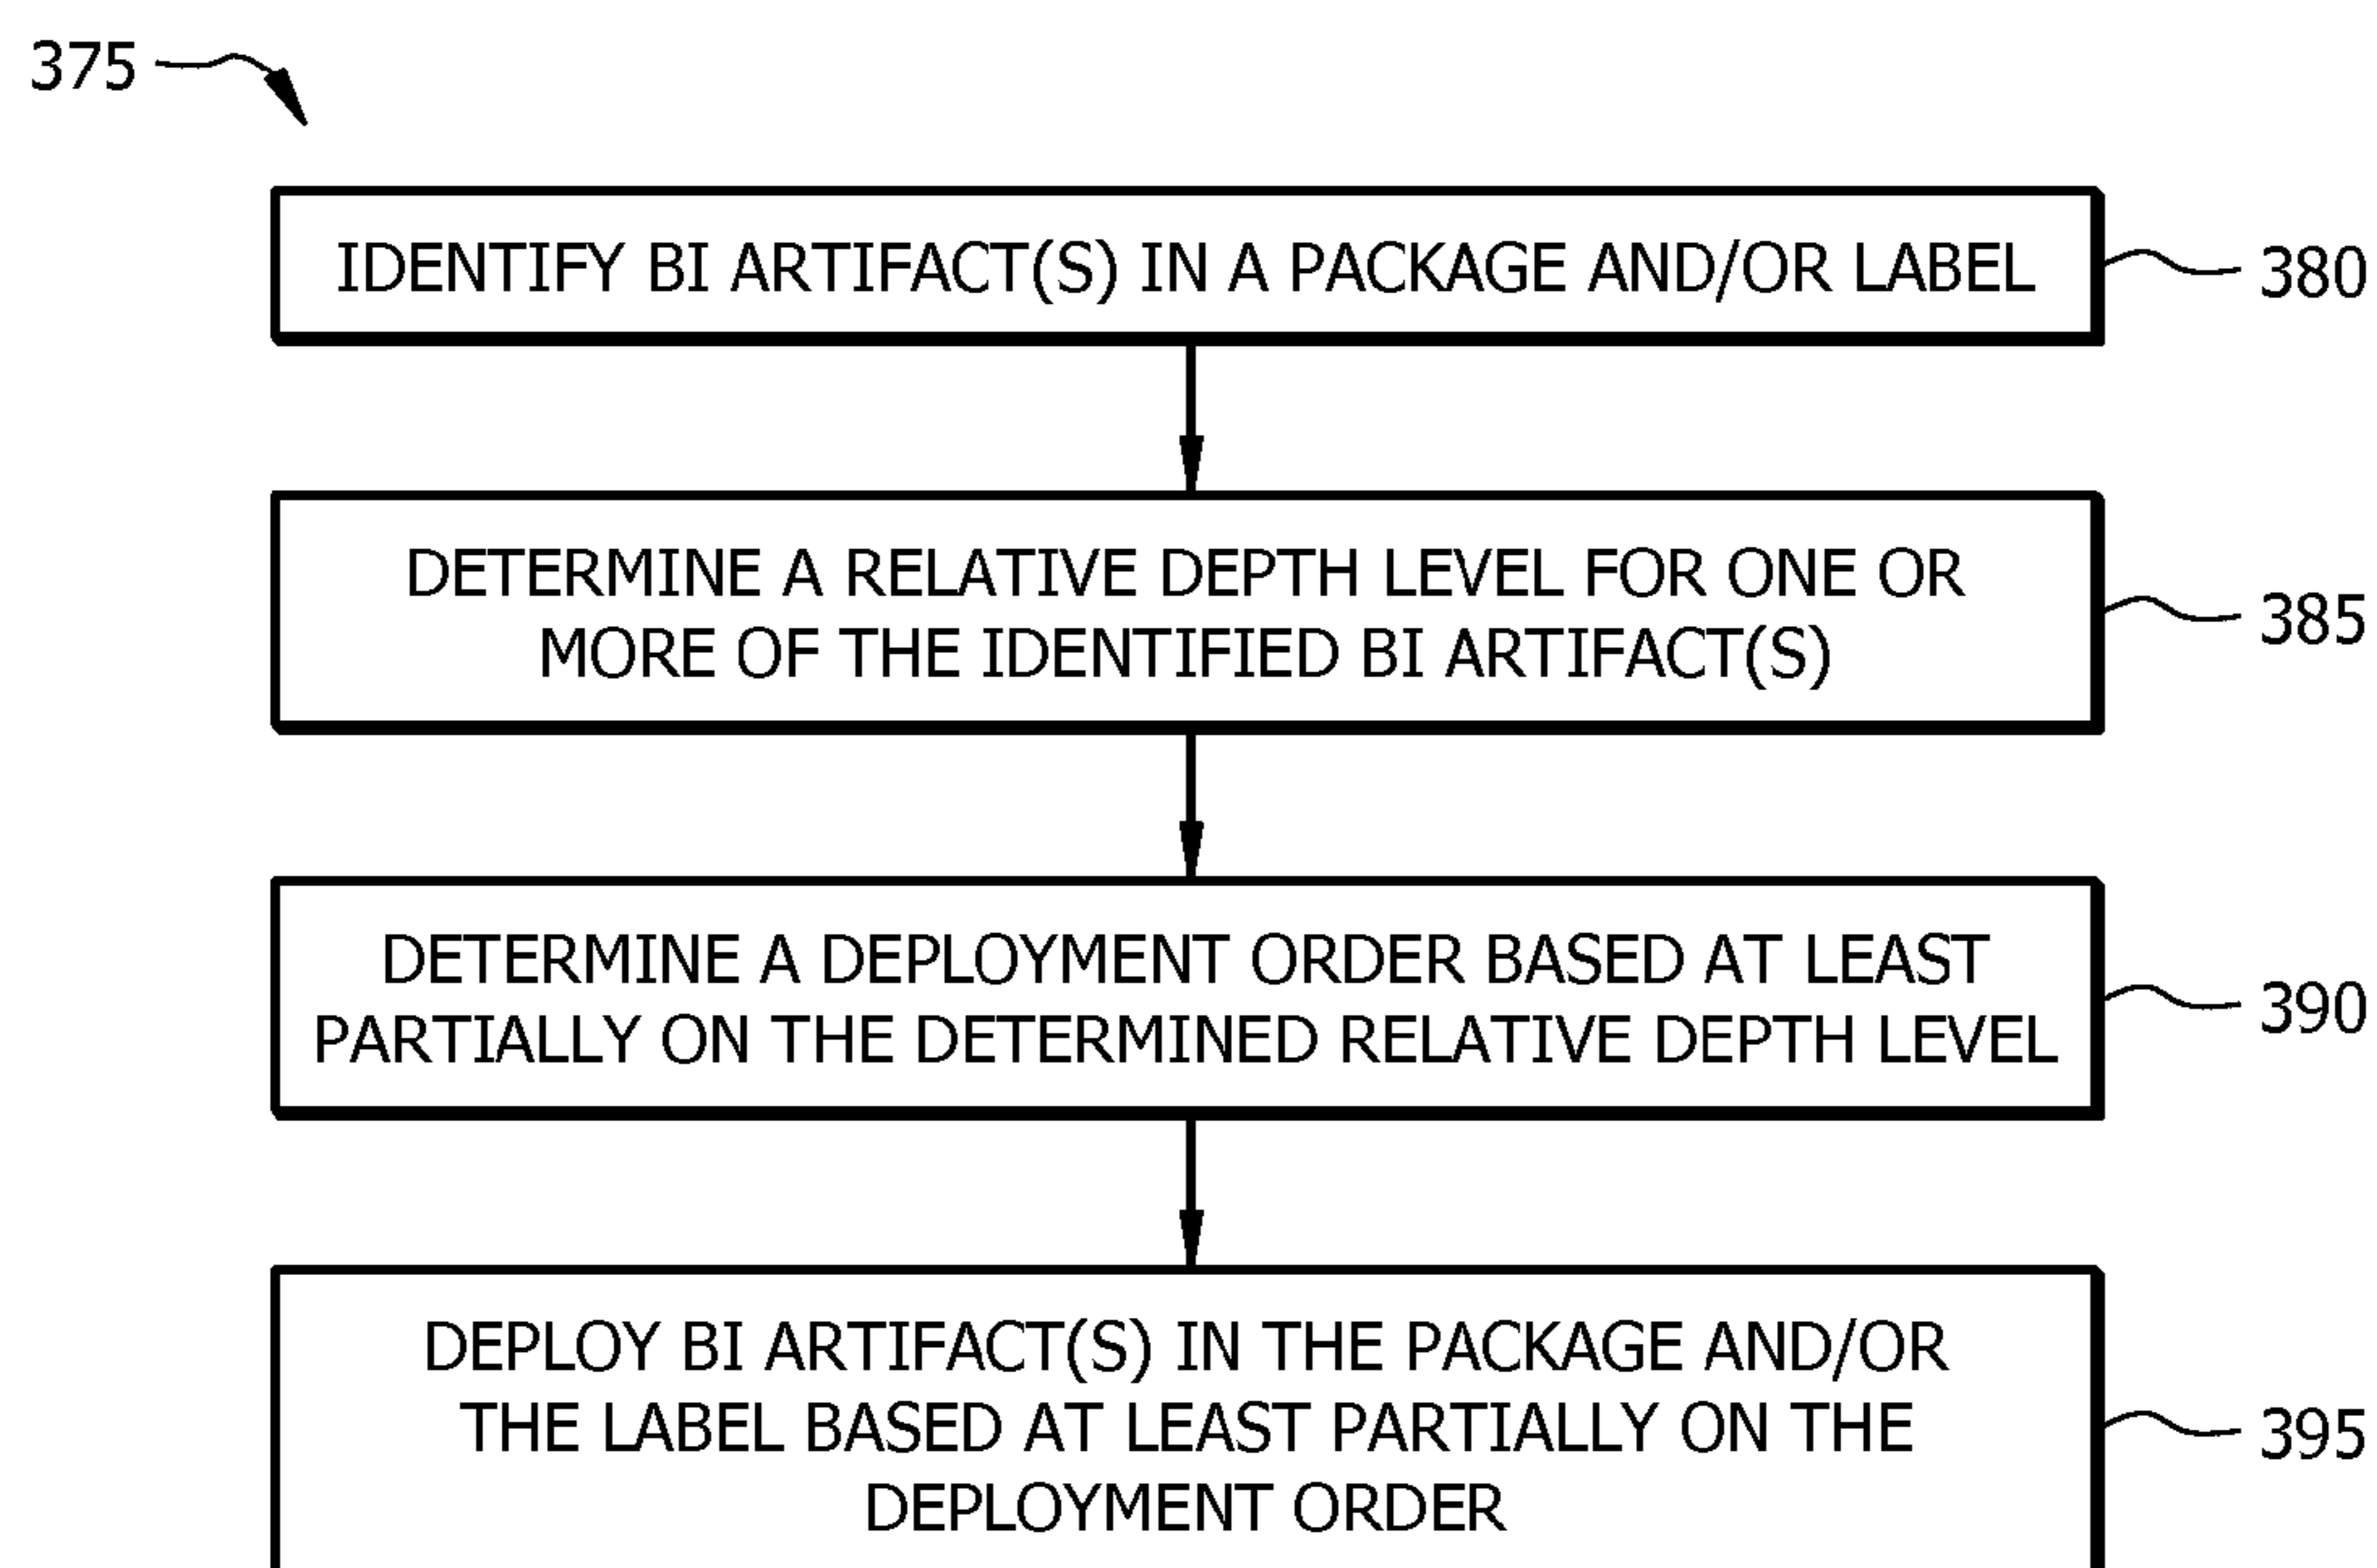 375
IDENTIFY BI ARTIFACT(S) IN A PACKAGE AND/OR LABEL
380
DETERMINE A RELATIVE DEPTH LEVEL FOR ONE OR
MORE OF THE IDENTIFIED BI ARTIFACT(S)
385
DETERMINE A DEPLOYMENT ORDER BASED AT LEAST
PARTIALLY ON THE DETERMINED RELATIVE DEPTH LEVEL
390
DEPLOY BI ARTIFACT(S) IN THE PACKAGE AND/OR
THE LABEL BASED AT LEAST PARTIALLY ON THE
DEPLOYMENT ORDER
395